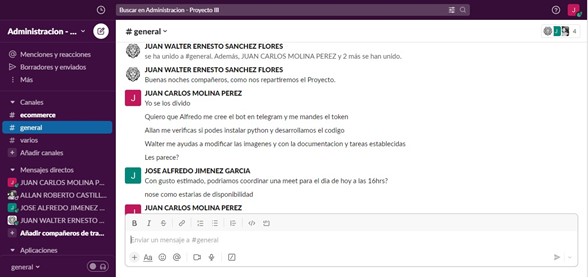 Buscar en Administracion - Proyecto III
Administracion - ...
Menciones y reacciones
Borradores y enviados
Más
Canales
# ecommerce
# general
# varios
+ Añadir canales
Mensajes directos
JUAN CARLOS MOLINA P...
ALLAN ROBERTO CASTILL...
JOSE ALFREDO JIMENEZ ...
JUAN WALTER ERNESTO ...
+ Añadir compañeros de tra...
Aplicaciones
general
# general
4
JUAN WALTER ERNESTO SANCHEZ FLORES
se ha unido a #general. Además, JUAN CARLOS MOLINA PEREZ y 2 más se han unido.
JUAN WALTER ERNESTO SANCHEZ FLORES
Buenas noches compañeros, como nos repartiremos el Proyecto.
J
JUAN CARLOS MOLINA PEREZ
Yo se los divido
Quiero que Alfredo me cree el bot en telegram y me mandes el token
Allan me verificas si podes instalar python y desarrollamos el codigo
Walter me ayudas a modificar las imagenes y con la documentacion y tareas establecidas
Les parece?
J
JOSE ALFREDO JIMENEZ GARCIA
Con gusto estimado, podriamos coordinar una meet para el dia de hoy a las 16hrs?
nose como estarias de disponibilidad
J
JUAN CARLOS MOLINA PEREZ
B I S
Enviar un mensaje a #general
+ Aa